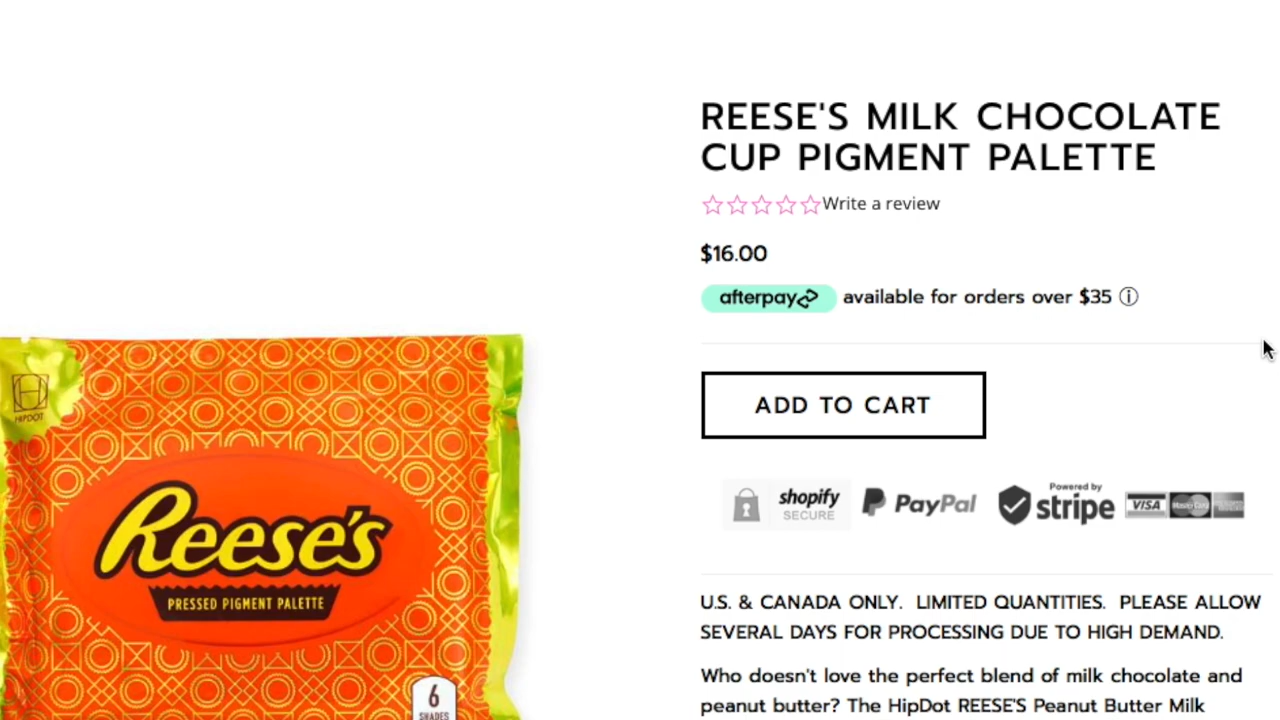 REESE'S MILK CHOCOLATE
CUP PIGMENT PALETTE
Write a review
$16.00
afterpay available for orders over $35
ADD TO CART
shopify
SECURE
PayPal
Powered by
stripe
VISA
MasterCard
U.S. & CANADA ONLY. LIMITED QUANTITIES. PLEASE ALLOW
SEVERAL DAYS FOR PROCESSING DUE TO HIGH DEMAND.
Who doesn't love the perfect blend of milk chocolate and
peanut butter? The HipDot REESE'S Peanut Butter Milk
HIPDOT
Reese's
PRESSED PIGMENT PALETTE
6
SHADES